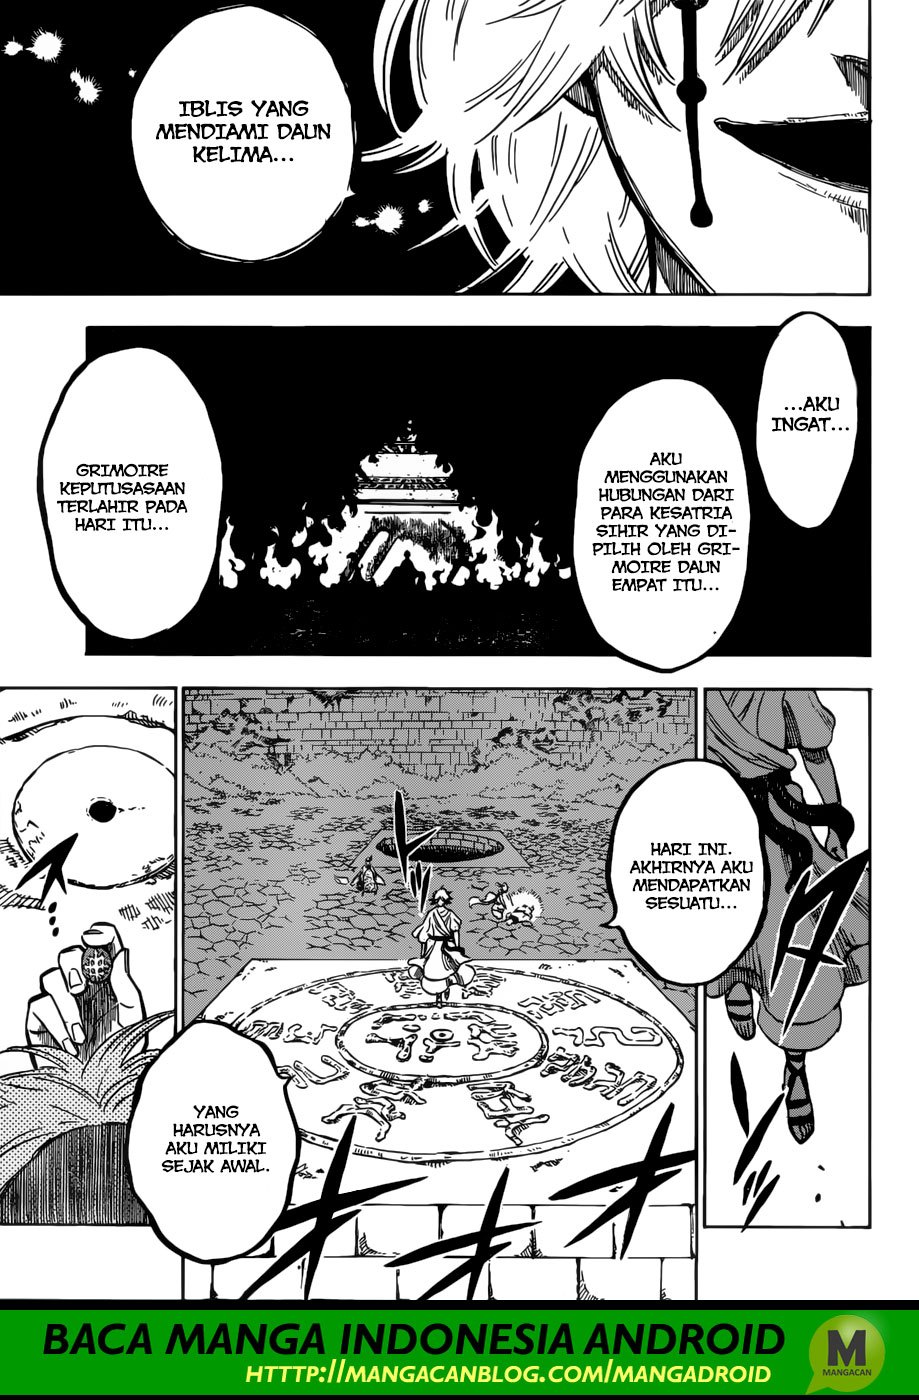 IBLIS YANG
MENDIAMI DAUN
KELIMA...
...AKU
INGAT...
AKU
MENGGUNAKAN
HUBUNGAN DARI
PARA KESATRIA
SIHIR YANG DI-
PILIH OLEH GRI-
MOIRE DAUN
EMPAT ITU...
GRIMOIRE
KEPUTUSASAAN
TERLAHIR PADA
HARI ITU...
HARI INI.
AKHIRNYA AKU
MENDAPATKAN
SESUATU...
YANG
HARUSNYA
AKU MILIKI
SEJAK AWAL.
BACA MANGA INDONESIA ANDROID
HTTTP://MANGACANBLOG.COM/MANGADROID
M
MANGACAN